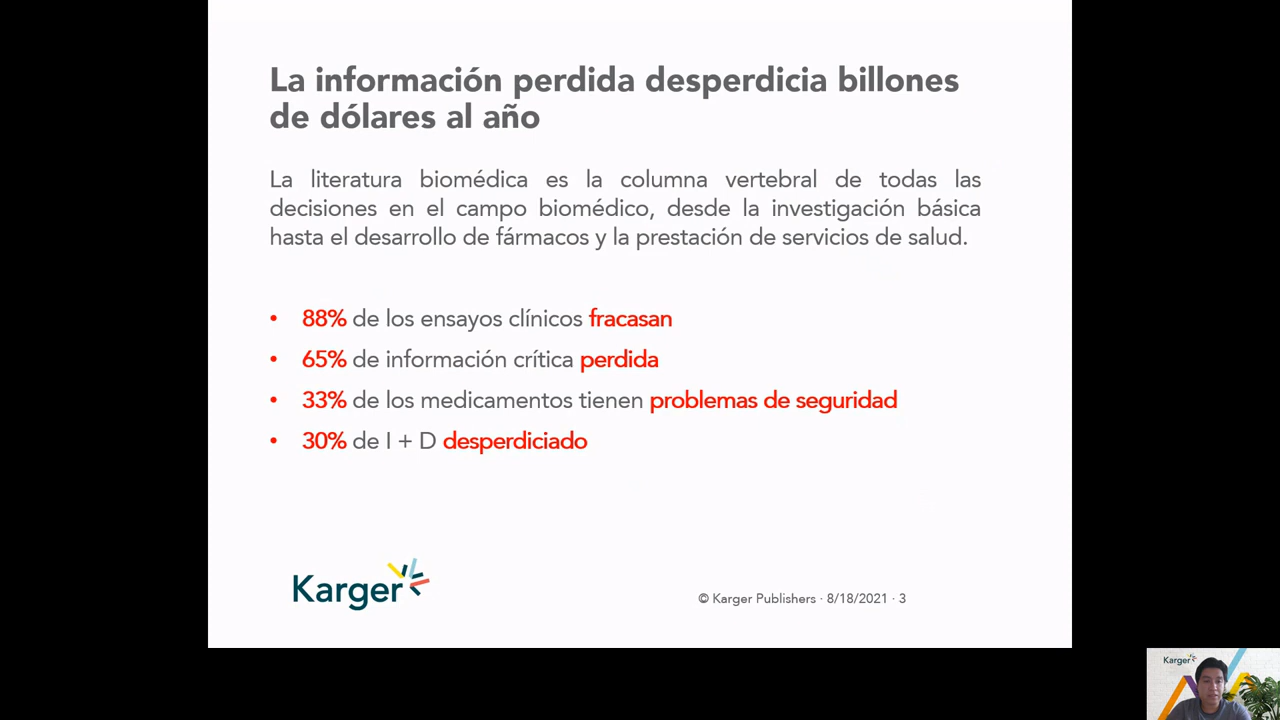 La información perdida desperdicia billones
de dólares al año
La literatura biomédica es la columna vertebral de todas las
decisiones en el campo biomédico, desde la investigación básica
hasta el desarrollo de fármacos y la prestación de servicios de salud.
• 88% de los ensayos clínicos fracasan
• 65% de información crítica perdida
• 33% de los medicamentos tienen problemas de seguridad
• 30% de I + D desperdiciado
Karger
© Karger Publishers · 8/18/2021 · 3
Karger